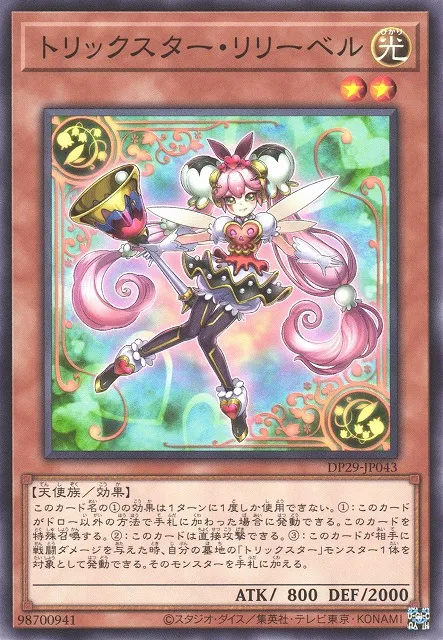 トリックスター・リリーベル
光
DP29-JP043
【天使族／効果】
このカード名の①の効果は1ターンに1度しか使用できない。①：このカード
がドロー以外の方法で手札に加わった場合に発動できる。このカードを
特殊召喚する。②：このカードは直接攻撃できる。③：このカードが相手に
戦闘ダメージを与えた時、自分の墓地の「トリックスター」モンスター1体を
対象として発動できる。そのモンスターを手札に加える。
ATK/ 800 DEF/2000
98700941
©スタジオ・ダイス／集英社・テレビ東京・KONAMI